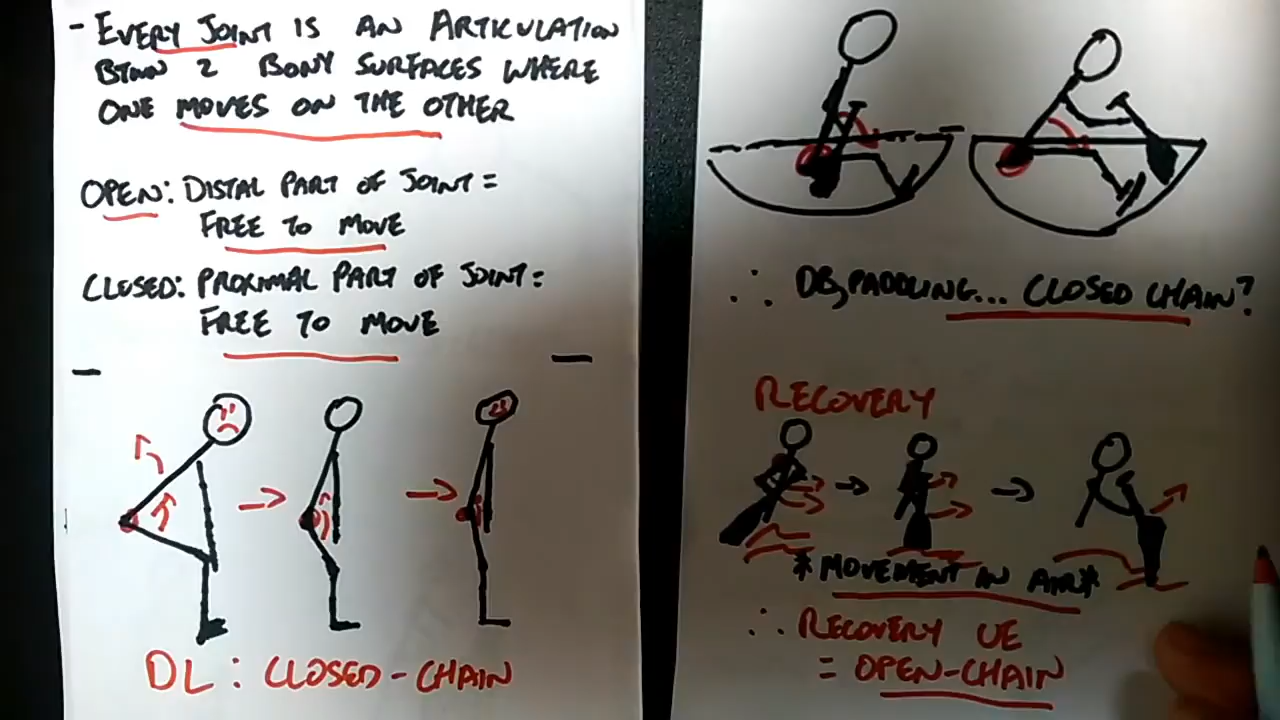 - EVERY JOINT IS AN ARTICULATION
BTWN 2 BONY SURFACES WHERE
ONE MOVES ON THE OTHER
OPEN: DISTAL PART OF JOINT =
FREE TO MOVE
CLOSED: PROXIMAL PART OF JOINT =
FREE TO MOVE
DL: CLOSED-CHAIN
∴ DB PADDLING... CLOSED CHAIN?
RECOVERY
* MOVEMENT IN AIR *
∴ RECOVERY UE
= OPEN-CHAIN